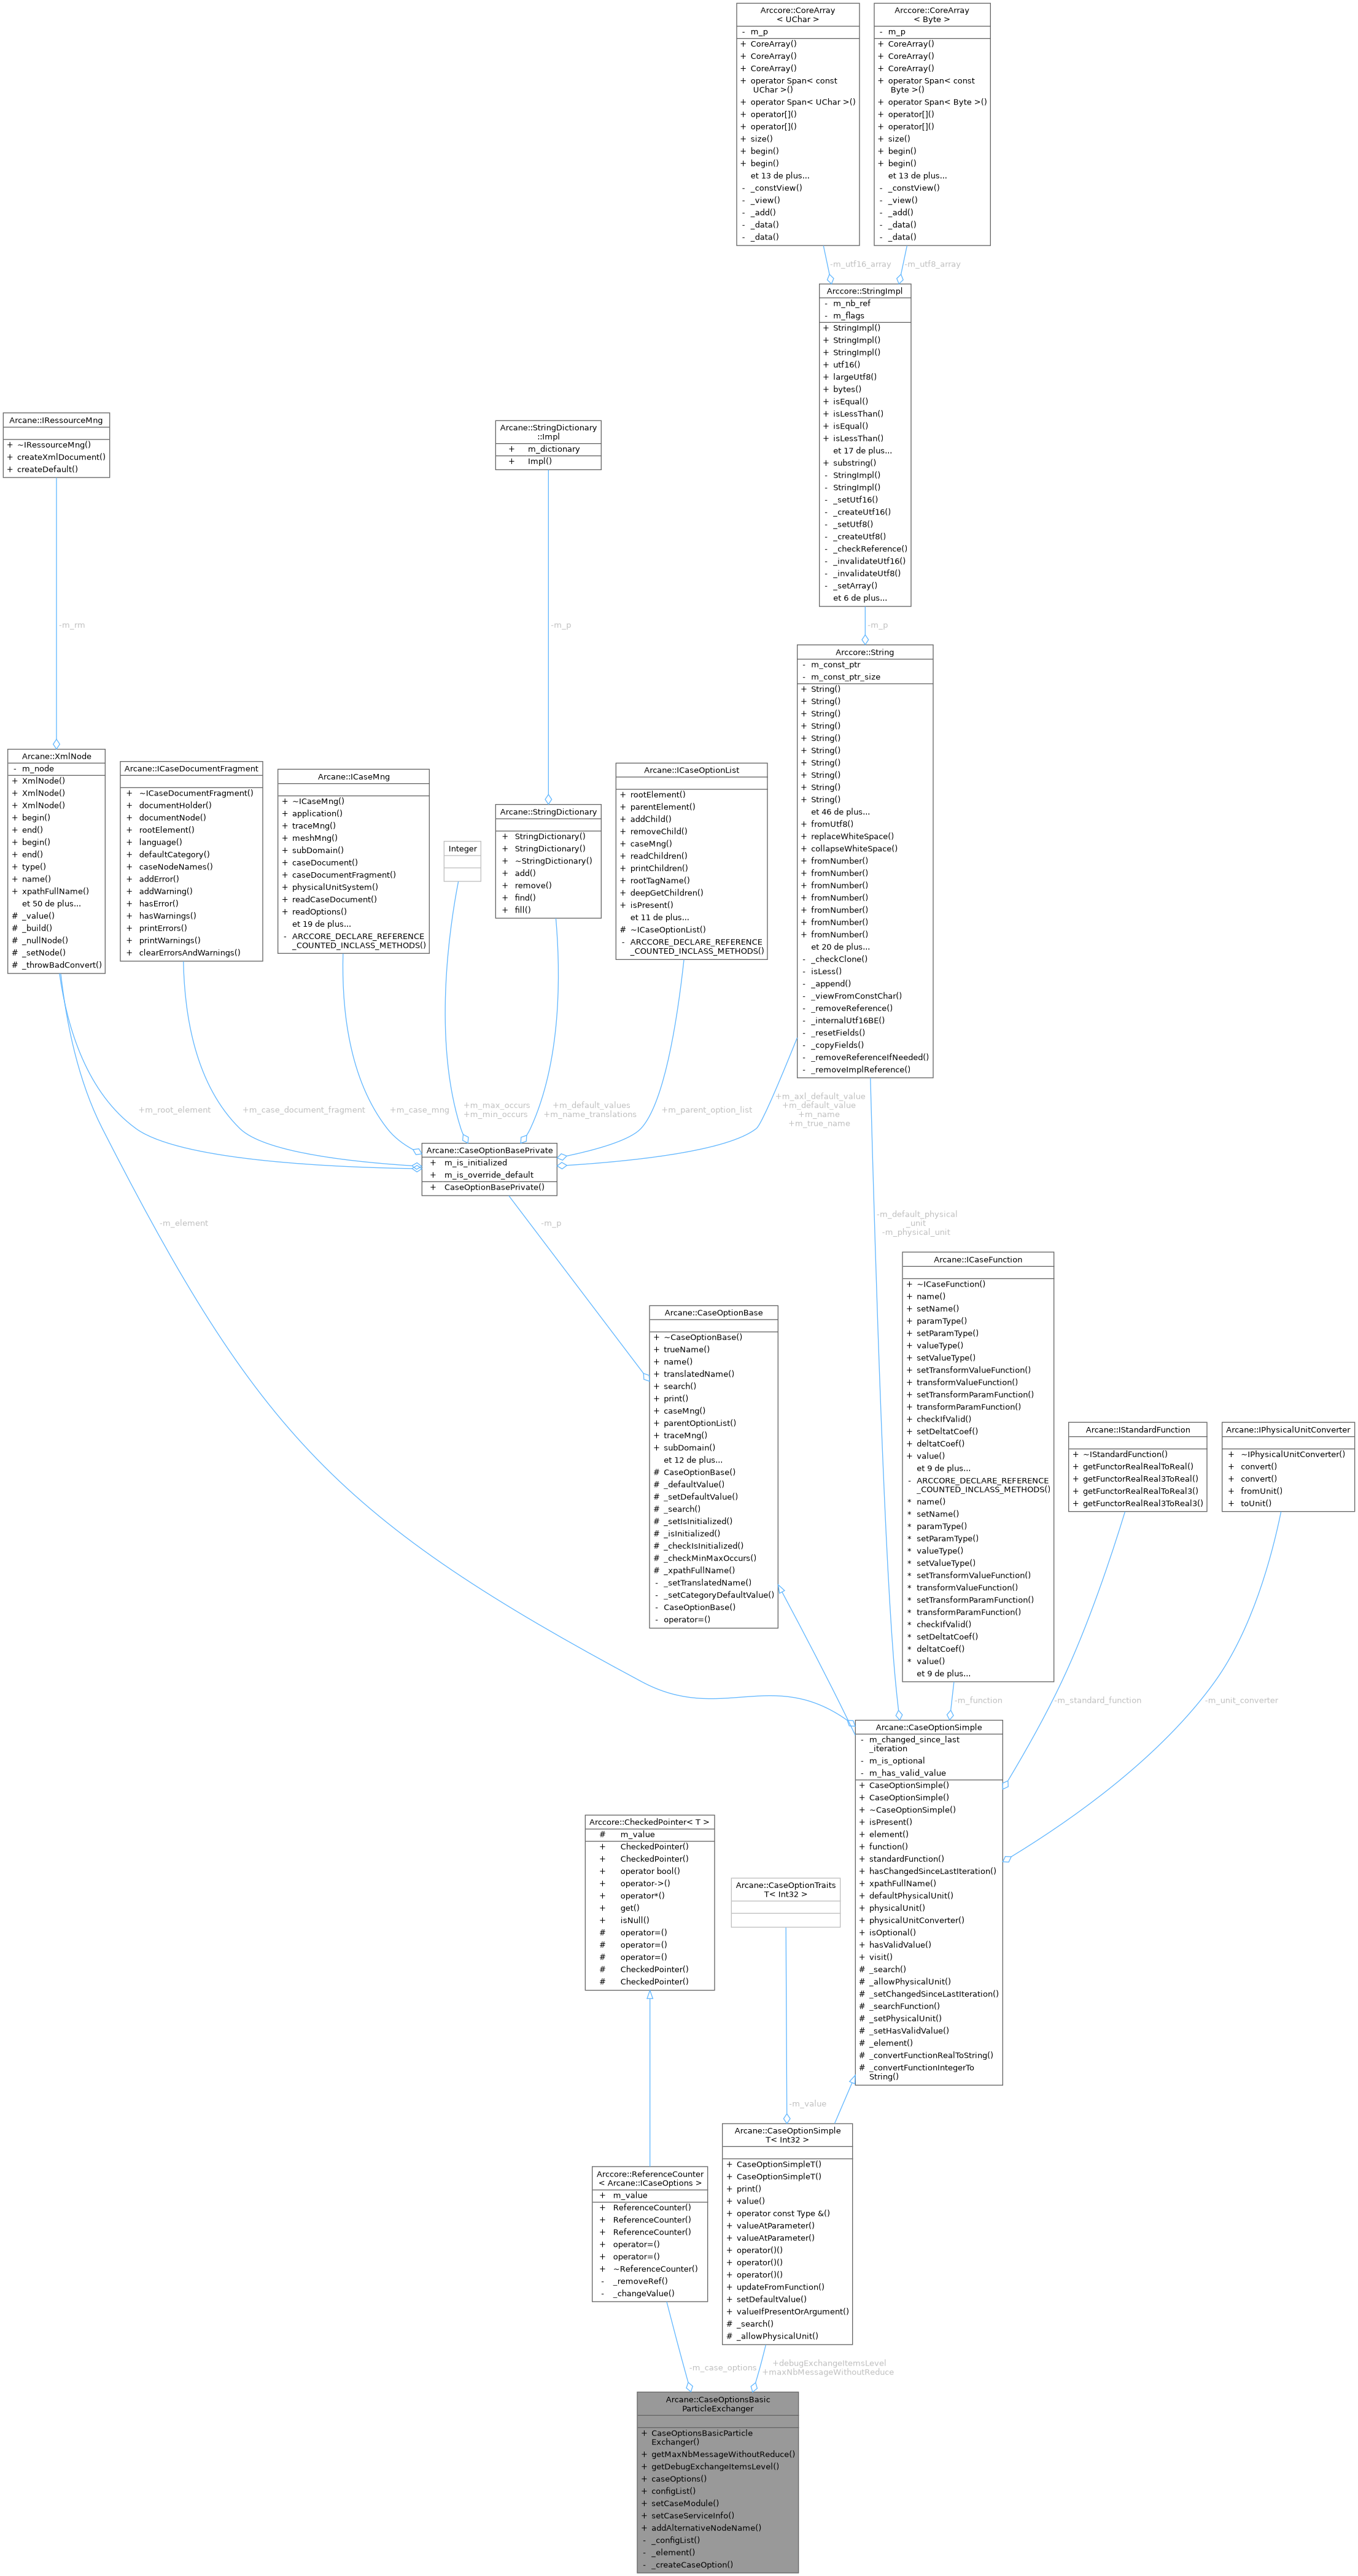 Arccore::CoreArray
< UChar >
- m_p
+ CoreArray()
+ CoreArray()
+ CoreArray()
+ operator Span< const
UChar >()
+ operator Span< UChar >()
+ operator[]()
+ operator[]()
+ size()
+ begin()
+ begin()
et 13 de plus...
- _constView()
- _view()
- _add()
- _data()
- _data()
Arccore::CoreArray
< Byte >
- m_p
+ CoreArray()
+ CoreArray()
+ CoreArray()
+ operator Span< const
Byte >()
+ operator Span< Byte >()
+ operator[]()
+ operator[]()
+ size()
+ begin()
+ begin()
et 13 de plus...
- _constView()
- _view()
- _add()
- _data()
- _data()
-m_utf16_array
-m_utf8_array
Arccore::StringImpl
- m_nb_ref
- m_flags
+ StringImpl()
+ StringImpl()
+ StringImpl()
+ utf16()
+ largeUtf8()
+ bytes()
+ isEqual()
+ isLessThan()
+ isEqual()
+ isLessThan()
et 17 de plus...
+ substring()
- StringImpl()
- StringImpl()
- _setUtf16()
- _createUtf16()
- _setUtf8()
- _createUtf8()
- _checkReference()
- _invalidateUtf16()
- _invalidateUtf8()
- _setArray()
et 6 de plus...
Arcane::IRessourceMng
+ ~IRessourceMng()
+ createXmlDocument()
+ createDefault()
Arcane::StringDictionary
::Impl
+ m_dictionary
+ Impl()
-m_rm
-m_p
-m_p
Arccore::String
- m_const_ptr
- m_const_ptr_size
+ String()
+ String()
+ String()
+ String()
+ String()
+ String()
+ String()
+ String()
+ String()
+ String()
et 46 de plus...
+ fromUtf8()
+ replaceWhiteSpace()
+ collapseWhiteSpace()
+ fromNumber()
+ fromNumber()
+ fromNumber()
+ fromNumber()
+ fromNumber()
+ fromNumber()
+ fromNumber()
et 20 de plus...
- _checkClone()
- isLess()
- _append()
- _viewFromConstChar()
- _removeReference()
- _internalUtf16BE()
- _resetFields()
- _copyFields()
- _removeReferenceIfNeeded()
- _removeImplReference()
Arcane::XmlNode
- m_node
+ XmlNode()
+ XmlNode()
+ XmlNode()
+ begin()
+ end()
+ begin()
+ end()
+ type()
+ name()
+ xpathFullName()
et 50 de plus...
# _value()
# _build()
# _nullNode()
# _setNode()
# _throwBadConvert()
Arcane::ICaseDocumentFragment
+ ~ICaseDocumentFragment()
+ documentHolder()
+ documentNode()
+ rootElement()
+ language()
+ defaultCategory()
+ caseNodeNames()
+ addError()
+ addWarning()
+ hasError()
+ hasWarnings()
+ printErrors()
+ printWarnings()
+ clearErrorsAndWarnings()
Arcane::ICaseMng
+ ~ICaseMng()
+ application()
+ traceMng()
+ meshMng()
+ subDomain()
+ caseDocument()
+ caseDocumentFragment()
+ physicalUnitSystem()
+ readCaseDocument()
+ readOptions()
et 19 de plus...
- ARCCORE_DECLARE_REFERENCE
_COUNTED_INCLASS_METHODS()
Integer
Arcane::StringDictionary
+ StringDictionary()
+ StringDictionary()
+ ~StringDictionary()
+ add()
+ remove()
+ find()
+ fill()
Arcane::ICaseOptionList
+ rootElement()
+ parentElement()
+ addChild()
+ removeChild()
+ caseMng()
+ readChildren()
+ printChildren()
+ rootTagName()
+ deepGetChildren()
+ isPresent()
et 11 de plus...
# ~ICaseOptionList()
- ARCCORE_DECLARE_REFERENCE
_COUNTED_INCLASS_METHODS()
+m_root_element
+m_case_document_fragment
+m_case_mng
+m_max_occurs
+m_min_occurs
+m_default_values
+m_name_translations
+m_parent_option_list
+m_axl_default_value
+m_default_value
+m_name
+m_true_name
Arcane::CaseOptionBasePrivate
+ m_is_initialized
+ m_is_override_default
+ CaseOptionBasePrivate()
-m_element
-m_p
-m_default_physical
_unit
-m_physical_unit
Arcane::CaseOptionBase
+ ~CaseOptionBase()
+ trueName()
+ name()
+ translatedName()
+ search()
+ print()
+ caseMng()
+ parentOptionList()
+ traceMng()
+ subDomain()
et 12 de plus...
# CaseOptionBase()
# _defaultValue()
# _setDefaultValue()
# _search()
# _setIsInitialized()
# _isInitialized()
# _checkIsInitialized()
# _checkMinMaxOccurs()
# _xpathFullName()
- _setTranslatedName()
- _setCategoryDefaultValue()
- CaseOptionBase()
- operator=()
Arcane::ICaseFunction
+ ~ICaseFunction()
+ name()
+ setName()
+ paramType()
+ setParamType()
+ valueType()
+ setValueType()
+ setTransformValueFunction()
+ transformValueFunction()
+ setTransformParamFunction()
+ transformParamFunction()
+ checkIfValid()
+ setDeltatCoef()
+ deltatCoef()
+ value()
et 9 de plus...
- ARCCORE_DECLARE_REFERENCE
_COUNTED_INCLASS_METHODS()
* name()
* setName()
* paramType()
* setParamType()
* valueType()
* setValueType()
* setTransformValueFunction()
* transformValueFunction()
* setTransformParamFunction()
* transformParamFunction()
* checkIfValid()
* setDeltatCoef()
* deltatCoef()
* value()
et 9 de plus...
Arcane::IStandardFunction
+ ~IStandardFunction()
+ getFunctorRealRealToReal()
+ getFunctorRealReal3ToReal()
+ getFunctorRealRealToReal3()
+ getFunctorRealReal3ToReal3()
Arcane::IPhysicalUnitConverter
+ ~IPhysicalUnitConverter()
+ convert()
+ convert()
+ fromUnit()
+ toUnit()
-m_function
-m_standard_function
-m_unit_converter
Arcane::CaseOptionSimple
- m_changed_since_last
_iteration
- m_is_optional
- m_has_valid_value
+ CaseOptionSimple()
+ CaseOptionSimple()
+ ~CaseOptionSimple()
+ isPresent()
+ element()
+ function()
+ standardFunction()
+ hasChangedSinceLastIteration()
+ xpathFullName()
+ defaultPhysicalUnit()
+ physicalUnit()
+ physicalUnitConverter()
+ isOptional()
+ hasValidValue()
+ visit()
# _search()
# _allowPhysicalUnit()
# _setChangedSinceLastIteration()
# _searchFunction()
# _setPhysicalUnit()
# _setHasValidValue()
# _element()
# _convertFunctionRealToString()
# _convertFunctionIntegerTo
String()
Arccore::CheckedPointer< T >
# m_value
+ CheckedPointer()
+ CheckedPointer()
+ operator bool()
+ operator->()
+ operator*()
+ get()
+ isNull()
# operator=()
# operator=()
# operator=()
# CheckedPointer()
# CheckedPointer()
Arcane::CaseOptionTraits
T< Int32 >
-m_value
Arccore::ReferenceCounter
< Arcane::ICaseOptions >
+ m_value
+ ReferenceCounter()
+ ReferenceCounter()
+ ReferenceCounter()
+ operator=()
+ operator=()
+ ~ReferenceCounter()
- _removeRef()
- _changeValue()
Arcane::CaseOptionSimple
T< Int32 >
+ CaseOptionSimpleT()
+ CaseOptionSimpleT()
+ print()
+ value()
+ operator const Type &()
+ valueAtParameter()
+ valueAtParameter()
+ operator()()
+ operator()()
+ operator()()
+ updateFromFunction()
+ setDefaultValue()
+ valueIfPresentOrArgument()
# _search()
# _allowPhysicalUnit()
-m_case_options
+debugExchangeItemsLevel
+maxNbMessageWithoutReduce
Arcane::CaseOptionsBasic
ParticleExchanger
+ CaseOptionsBasicParticle
Exchanger()
+ getMaxNbMessageWithoutReduce()
+ getDebugExchangeItemsLevel()
+ caseOptions()
+ configList()
+ setCaseModule()
+ setCaseServiceInfo()
+ addAlternativeNodeName()
- _configList()
- _element()
- _createCaseOption()